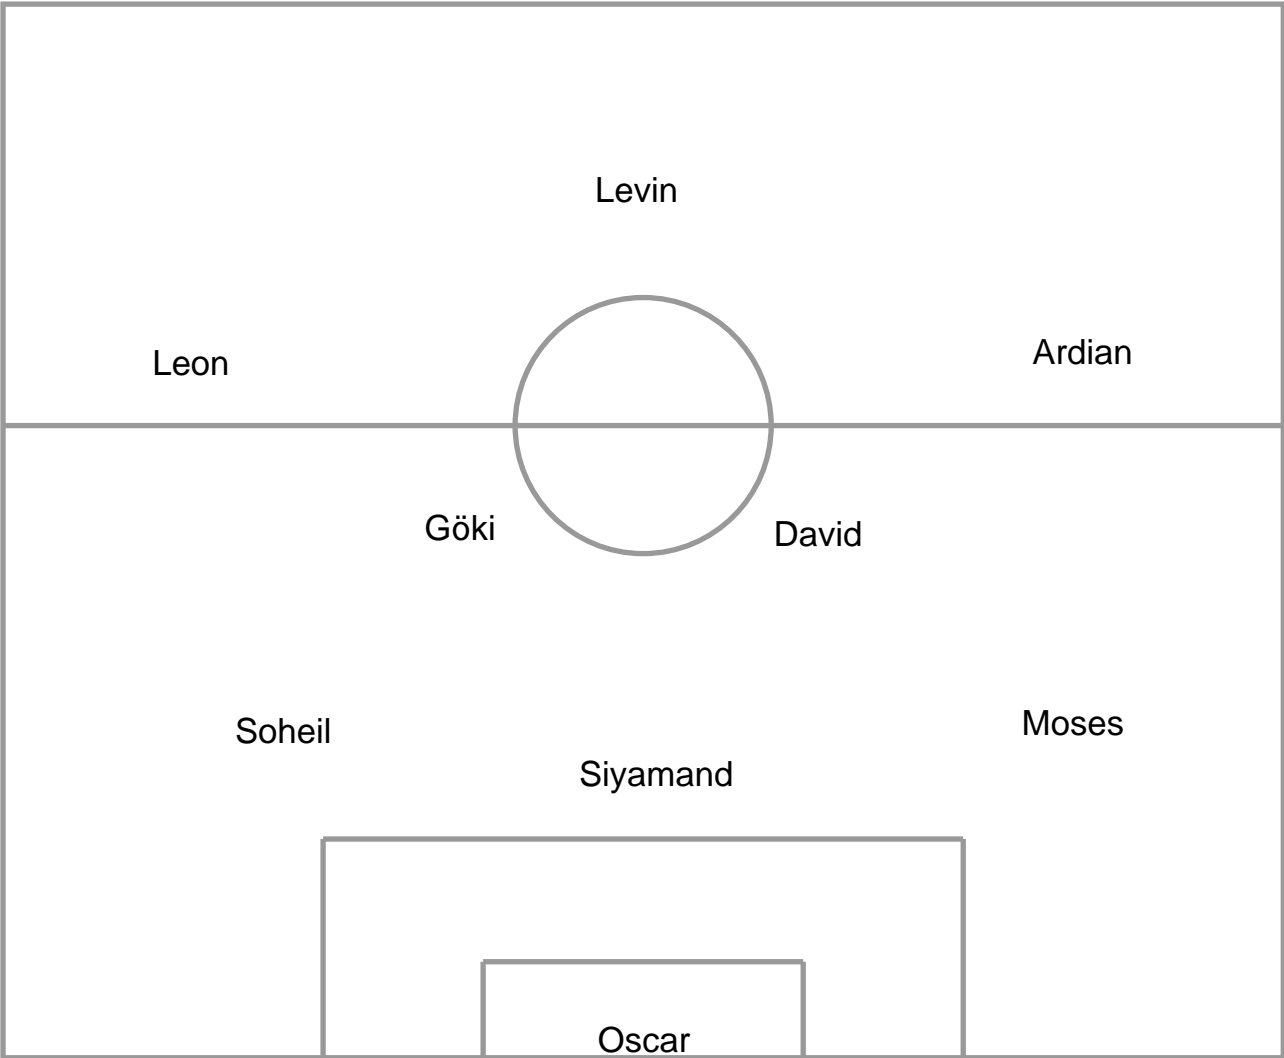 Levin
Leon
Ardian
Göki
David
Soheil
Moses
Siyamand
Oscar